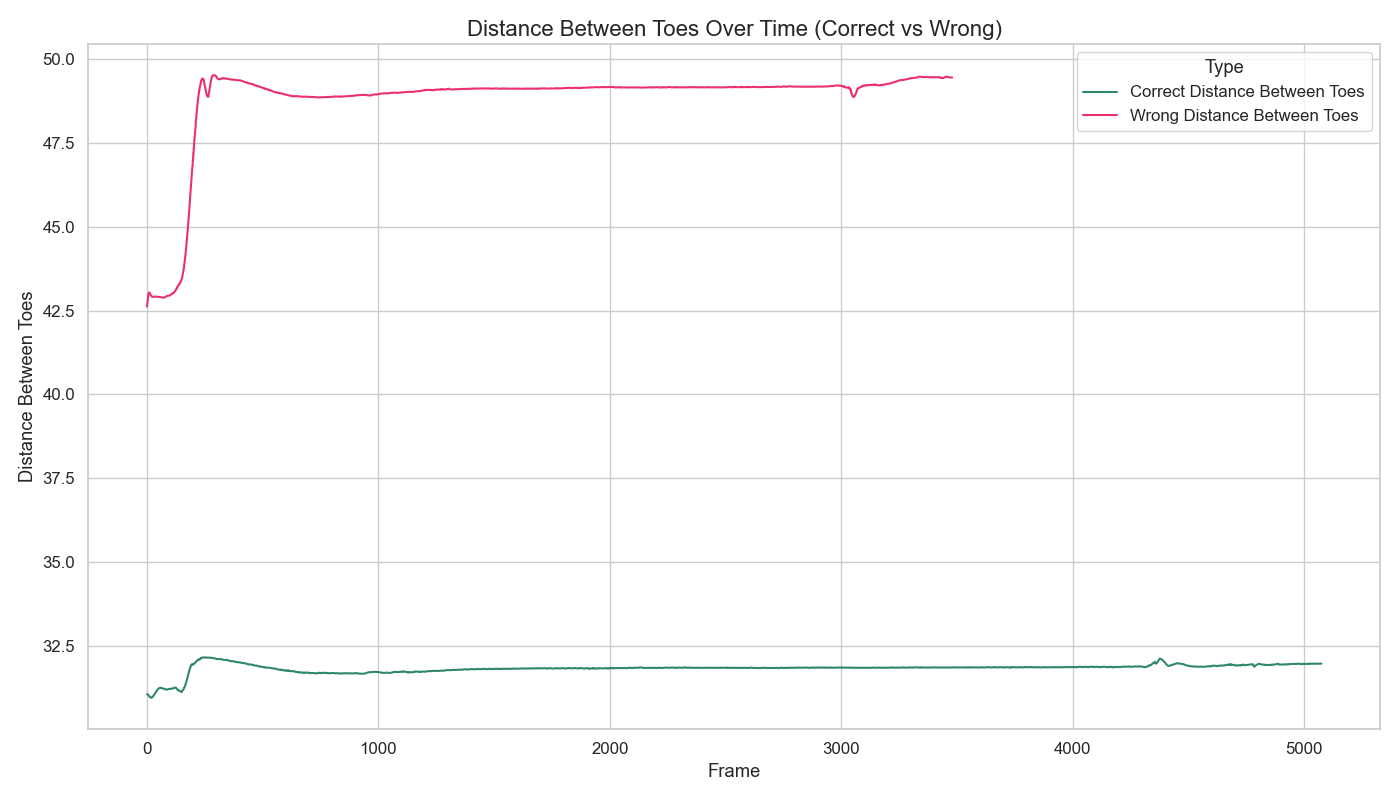 Distance Between Toes Over Time (Correct vs Wrong)
Type
Correct Distance Between Toes
Wrong Distance Between Toes
Distance Between Toes
50.0
47.5
45.0
42.5
40.0
37.5
35.0
32.5
0
1000
2000
3000
4000
5000
Frame